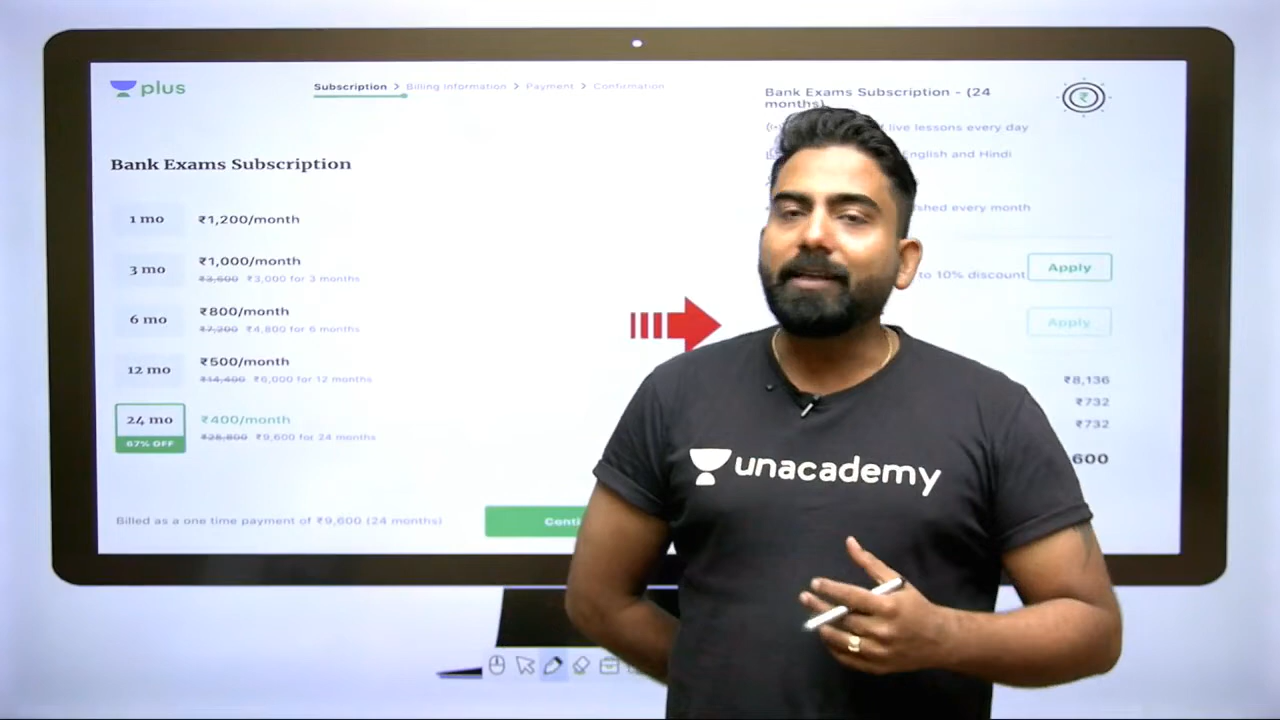 plus
Subscription > Billing Information > Payment > Confirmation
Bank Exams Subscription
1 mo ₹1,200/month
3 mo ₹1,000/month
₹3,600 ₹3,000 for 3 months
6 mo ₹800/month
₹7,200 ₹4,800 for 6 months
12 mo ₹500/month
₹14,400 ₹6,000 for 12 months
24 mo ₹400/month
67% OFF ₹28,800 ₹9,600 for 24 months
Billed as a one time payment of ₹9,600 (24 months)
Conti
Bank Exams Subscription - (24
months)
live lessons every day
English and Hindi
shed every month
to 10% discount Apply
Apply
₹8,136
₹732
₹732
600
unacademy